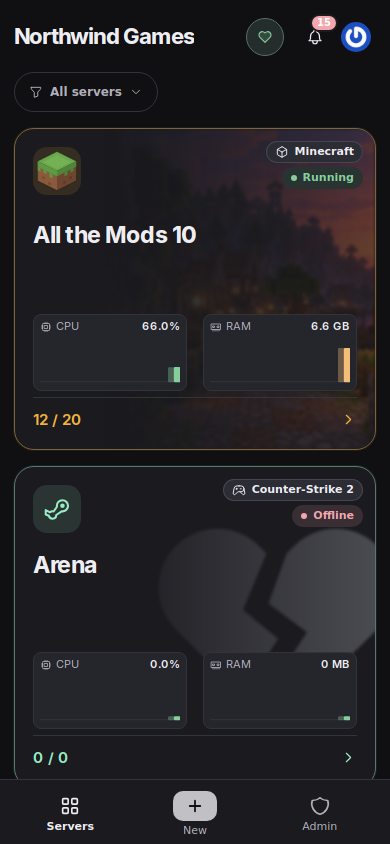 Northwind Games
15
All servers
Minecraft
Running
All the Mods 10
CPU 66.0%
RAM 6.6 GB
12 / 20
Counter-Strike 2
Offline
Arena
CPU 0.0%
RAM 0 MB
0 / 0
Servers
New
Admin